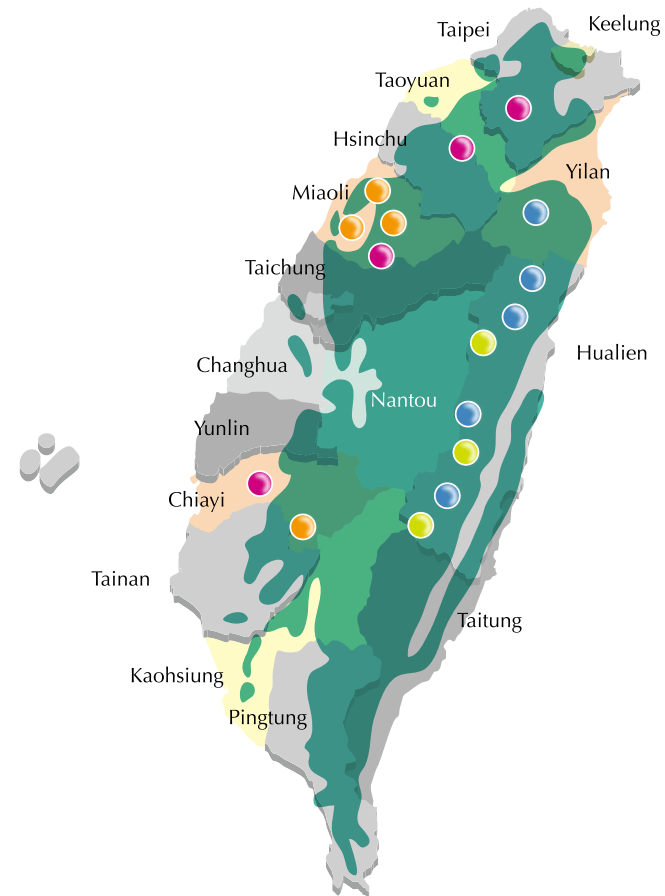 Taipei
Keelung
Taoyuan
Hsinchu
Yilan
Miaoli
Taichung
Hualien
Changhua
Nantou
Yunlin
Chiayi
Tainan
Taitung
Kaohsiung
Pingtung